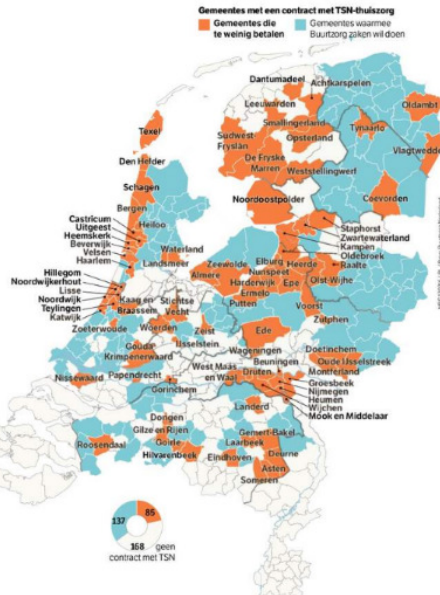 Gemeentes met een contract met TSN-thuiszorg
Gemeentes die
te weinig betalen
Gemeentes waarmee
Buurtzorg zaken wil doen
Dantumadeel
Achtkarspelen
Leeuwarden
Oldambt
Smallingerland
Texel
Tynaarlo
Sudwest
Fryslân
Opsterland
Vlagtwedde
De Fryske
Marren
Den Helder
Weststellingwerf
Schagen
Noordoostpolder
Coevorden
Bergen
Castricum
Uitgeest
Heemskerk
Beverwijk
Velsen
Haarlem
Heiloo
Staphorst
Zwartewaterland
Kampen
Oldebroek
Raalte
Waterland
Landsmeer
Zeewolde
Elburg
Heerde
Nunspeet
Almere
Hillegom
Noordwijkerhout
Lisse
Noordwijk
Teylingen
Katwijk
Harderwijk
Epe
Olst-Wijhe
Ermelo
Kaag en
Braassem
Stichtse
Vecht
Putten
Voorst
Zoeterwoude
Woerden
Zeist
Ede
Zutphen
Gouda
IJsselstein
Krimpenerwaard
Wageningen
Doetinchem
Beuningen
Oude IJsselstreek
Nissewaard
Papendrecht
West Maas
en Waal
Druten
Montferland
Groesbeek
Nijmegen
Heumen
Wijchen
Mook en Middelaar
Gorinchem
Landerd
Dongen
Gilze en Rijen
Gemert-Bakel
Roosendaal
Goirle
Laarbeek
Deurne
Hilvarenbeek
Eindhoven
Asten
Someren
137
85
168 geen
contract met TSN